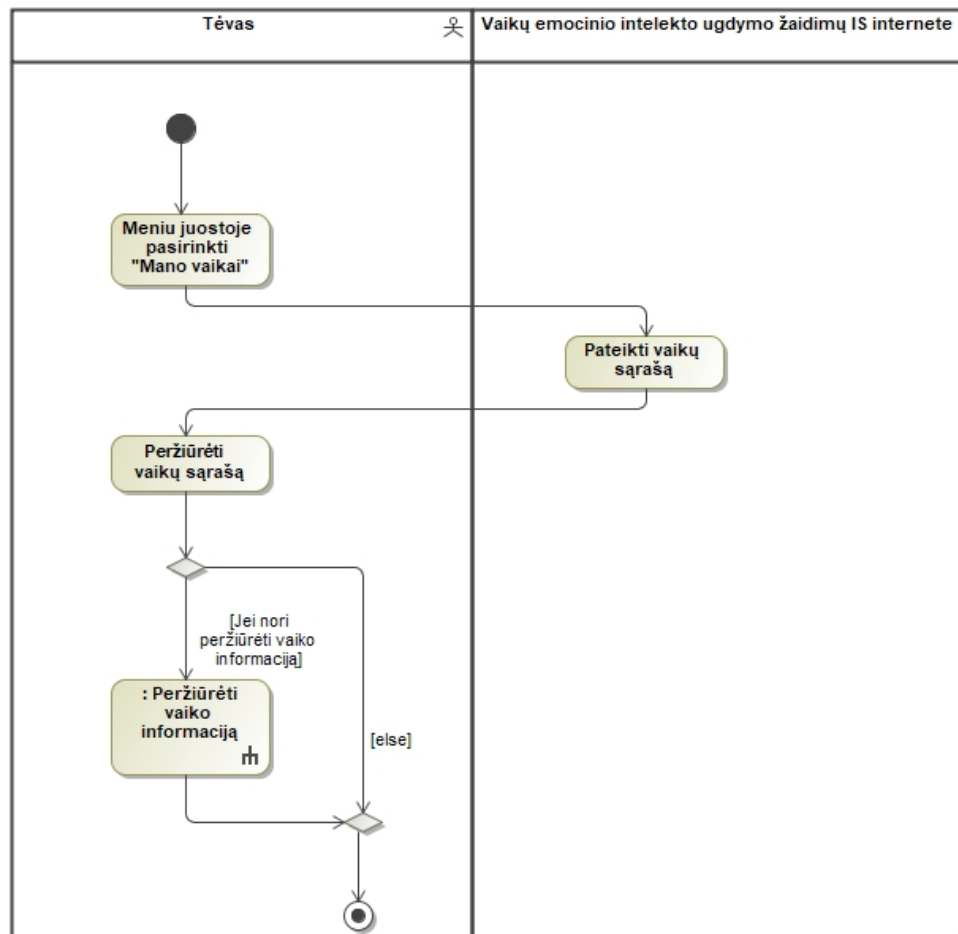 Tėvas
Vaikų emocinio intelekto ugdymo žaidimų IS internete
Meniu juostoje
pasirinkti
"Mano vaikai"
Pateikti vaikų
sąrašą
Peržiūrėti
vaikų sąrašą
[Jei nori
peržiūrėti vaiko
informaciją]
: Peržiūrėti
vaiko
informaciją
[else]